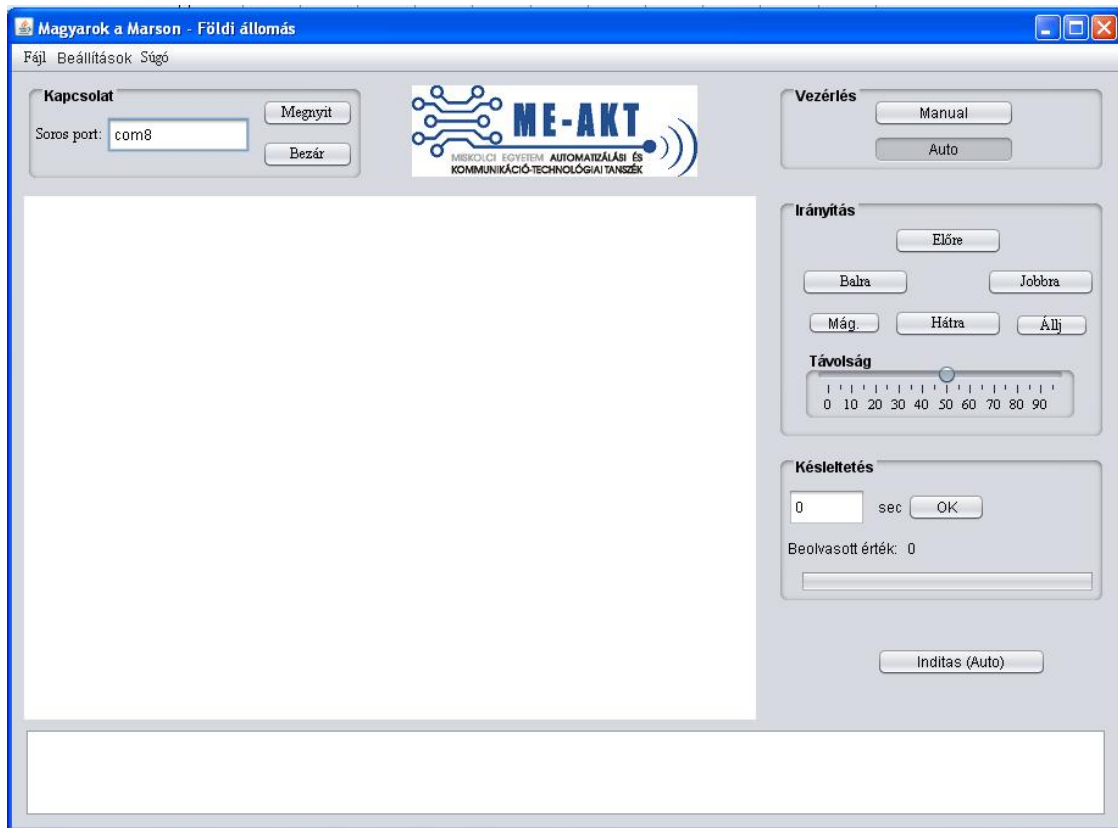 Magyarok a Marson - Földi állomás
Fájl Beállítások Súgó
Kapcsolat
Soros port: com8
Megnyit
Bezár
ME-AKT
MISKOLCI EGYETEM AUTOMATIZÁLÁSI ÉS
KOMMUNIKÁCIÓ-TECHNOLÓGIAI TANSZÉK
Vezérlés
Manual
Auto
Irányítás
Előre
Balra Jobbra
Mág. Hátra Állj
Távolság
0 10 20 30 40 50 60 70 80 90
Késleltetés
0 sec OK
Beolvasott érték: 0
Inditas (Auto)